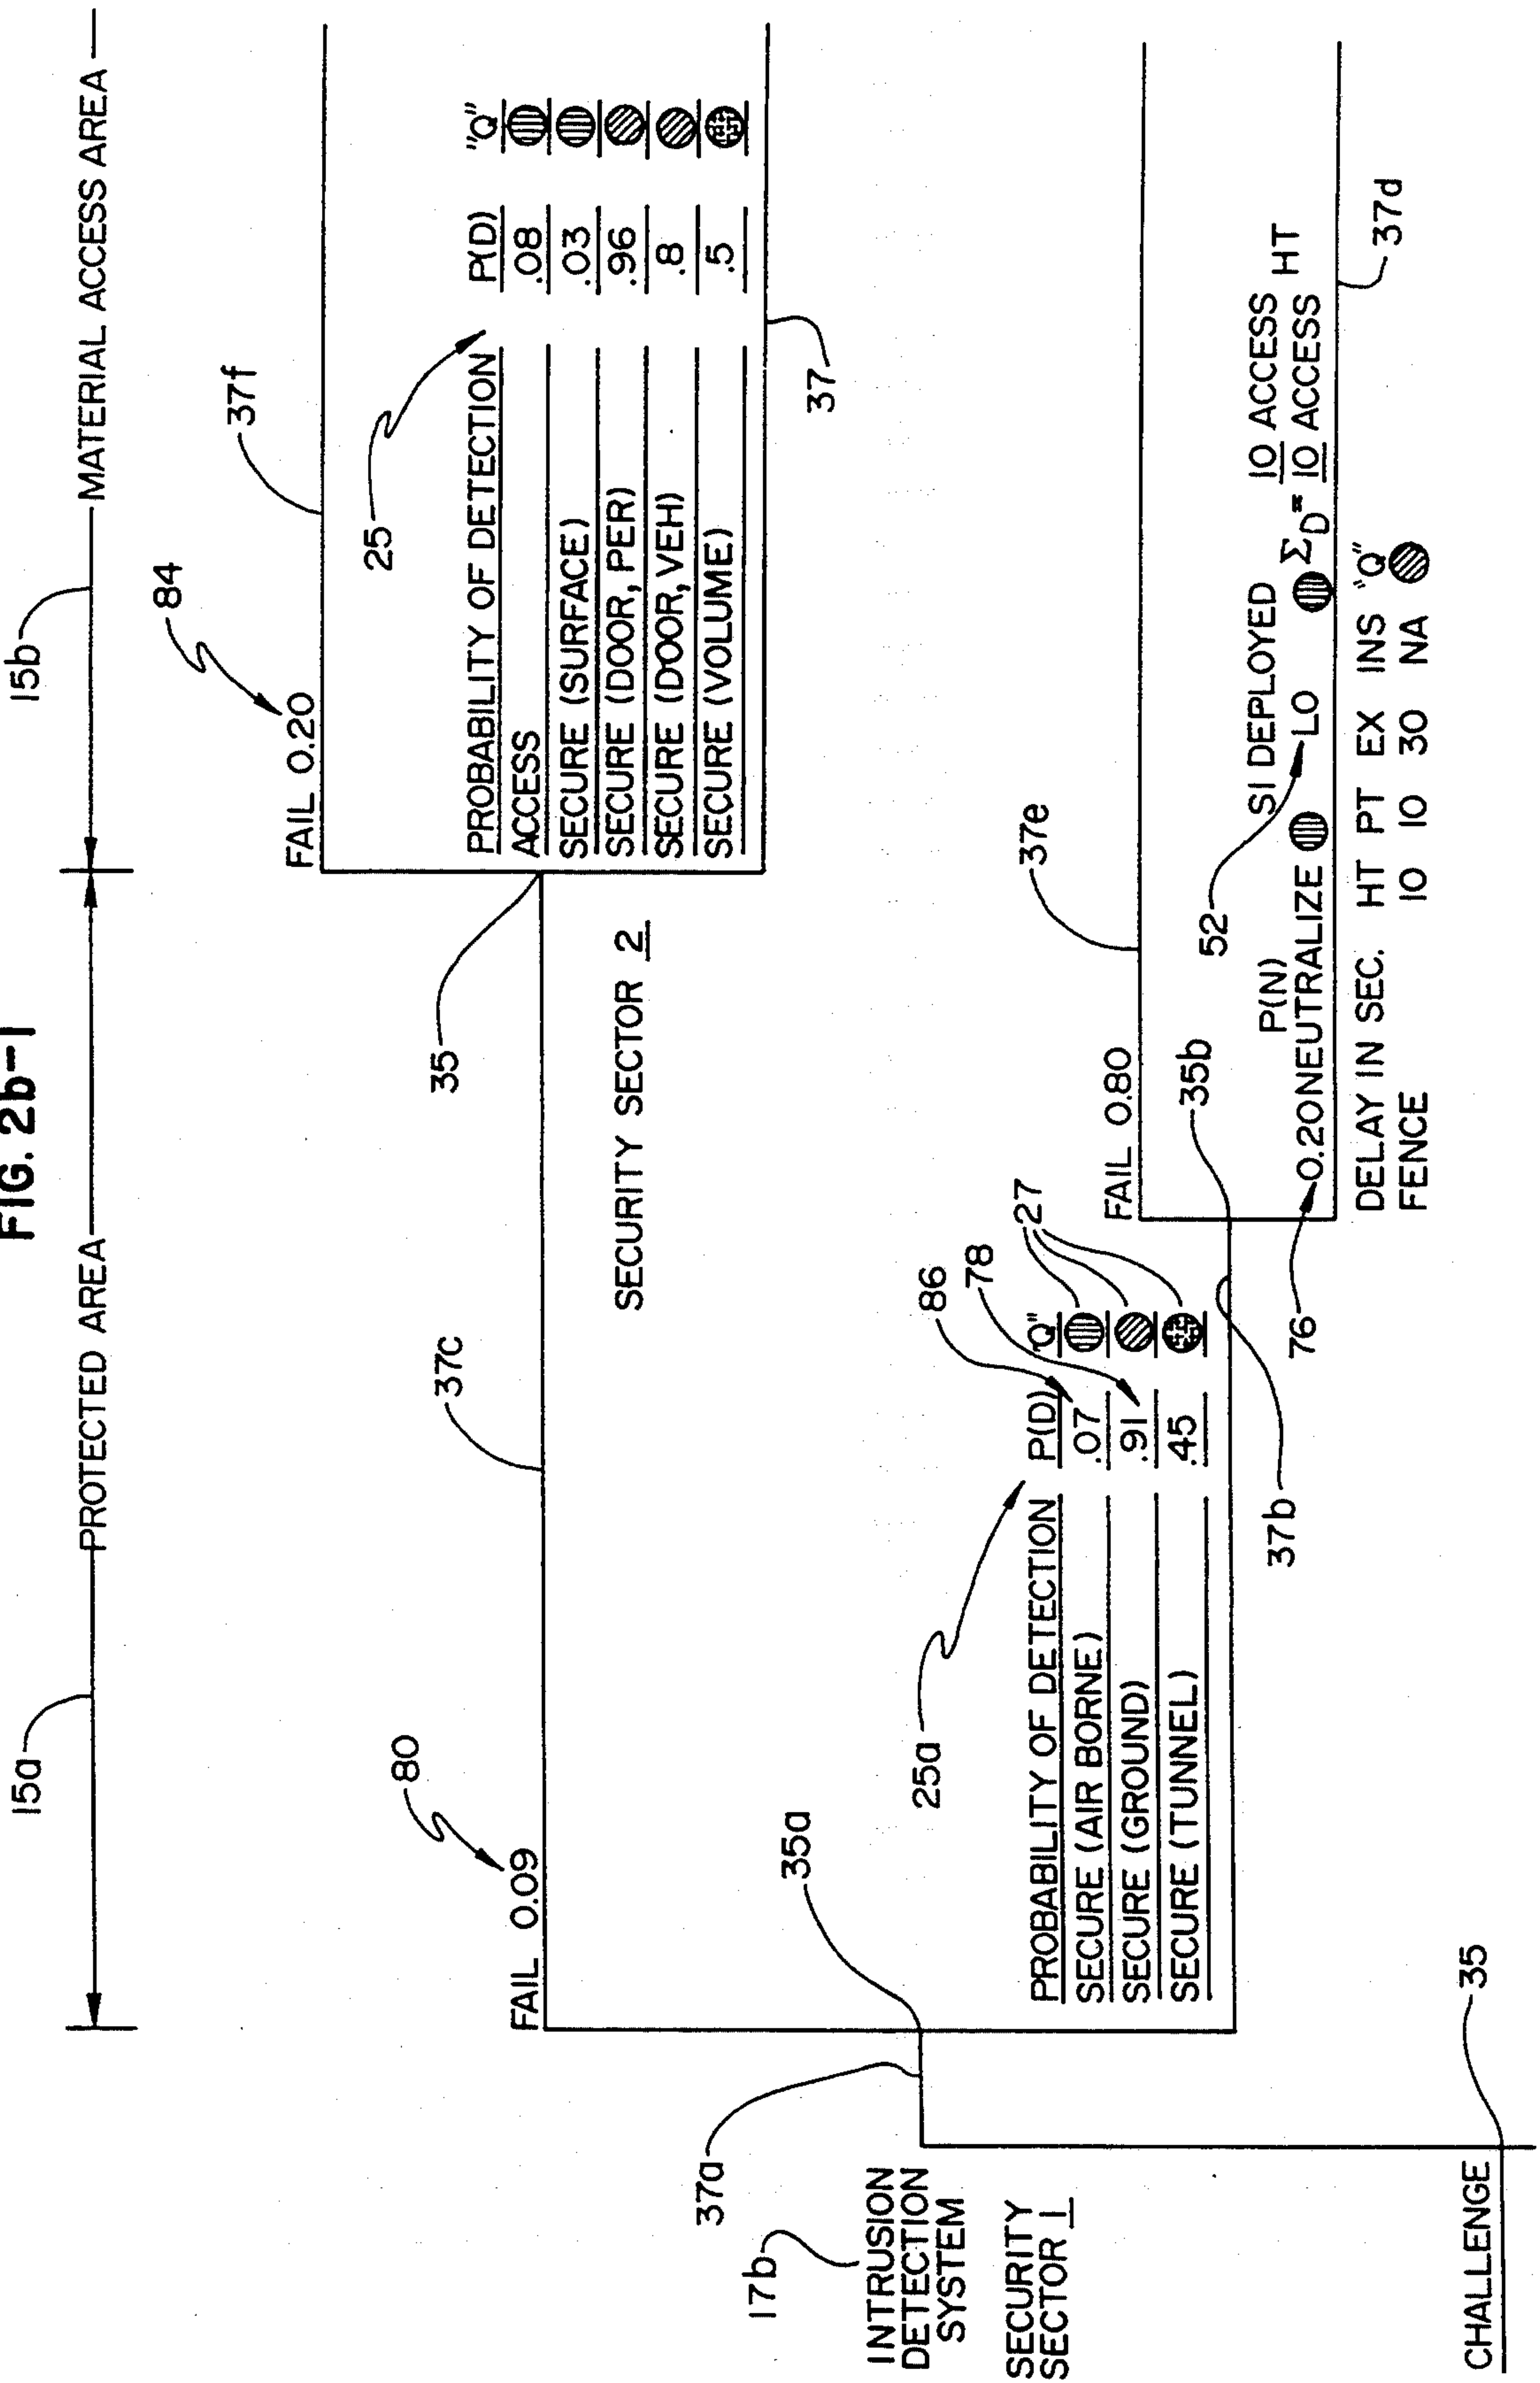 FIG. 2b-1
15a
15b
PROTECTED AREA
MATERIAL ACCESS AREA
84
FAIL 0.20
37f
25
PROBABILITY OF DETECTION P(D) "Q"
ACCESS .08
SECURE (SURFACE) .03
SECURE (DOOR, PER) .96
SECURE (DOOR, VEH) .8
SECURE (VOLUME) .5
37
80
FAIL 0.09
37c
35
SECURITY SECTOR 2
17b
INTRUSION
DETECTION
SYSTEM
37a
35a
SECURITY
SECTOR 1
25a
86
78
27
PROBABILITY OF DETECTION P(D) Q"
SECURE (AIR BORNE) .07
SECURE (GROUND) .91
SECURE (TUNNEL) .45
37b
35b
FAIL 0.80
37e
52
P(N) SI DEPLOYED 10 ACCESS HT
0.20 NEUTRALIZE LO ΣD= 10 ACCESS
76
37d
DELAY IN SEC. HT PT EX INS "Q"
FENCE 10 10 30 NA
CHALLENGE
35